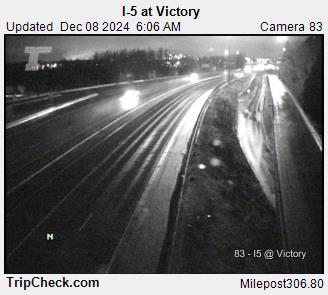 I-5 at Victory
Updated  Dec 08 2024  6:06 AM  Camera 83
N
83 - I5 @ Victory
TripCheck.com  Milepost306.80